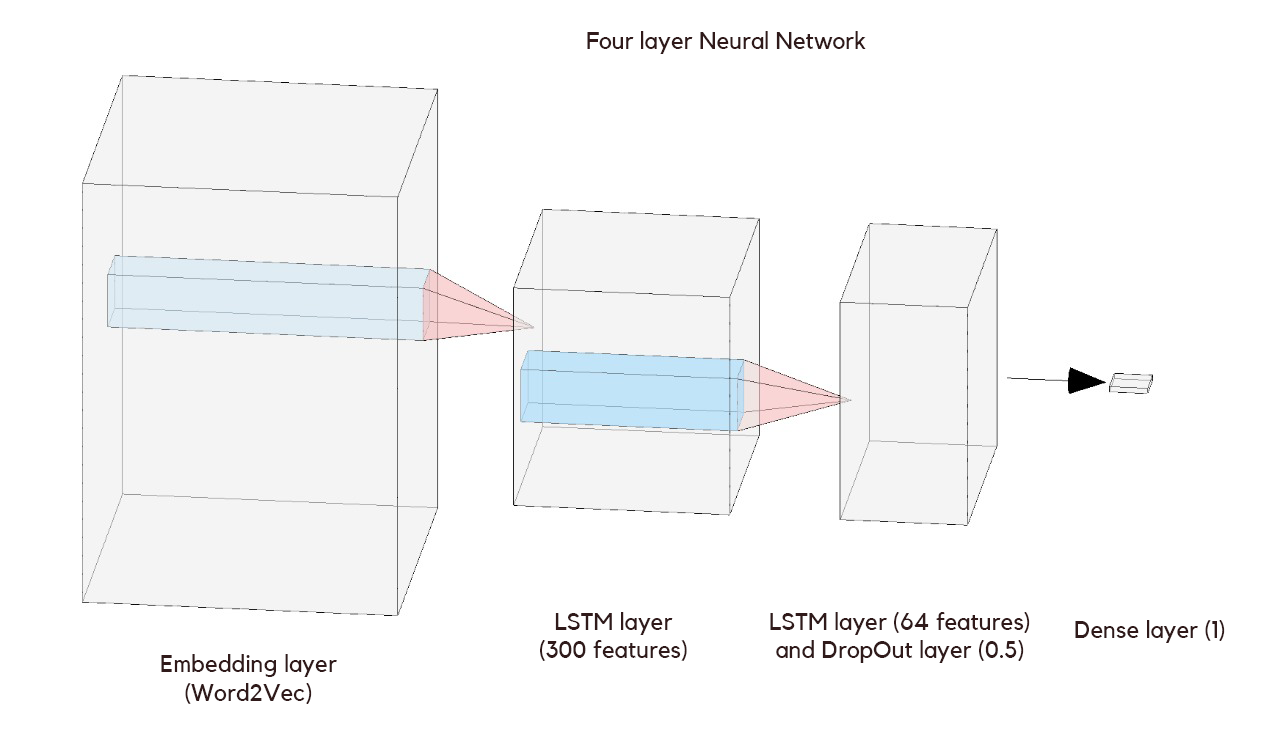 Four layer Neural Network
Embedding layer
(Word2Vec)
LSTM layer
(300 features)
LSTM layer (64 features)
and DropOut layer (0.5)
Dense layer (1)